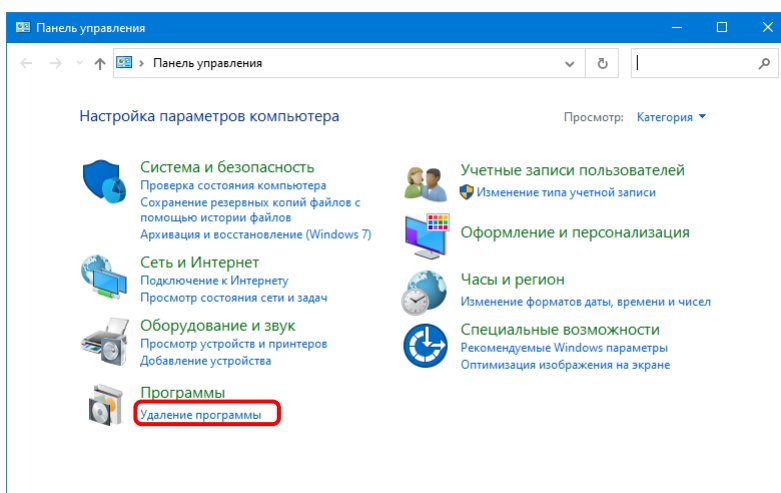 Панель управления
Панель управления
Настройка параметров компьютера
Просмотр: Категория
Система и безопасность
Проверка состояния компьютера
Сохранение резервных копий файлов с
помощью истории файлов
Архивация и восстановление (Windows 7)
Сеть и Интернет
Подключение к Интернету
Просмотр состояния сети и задач
Оборудование и звук
Просмотр устройств и принтеров
Добавление устройства
Программы
Удаление программы
Учетные записи пользователей
Изменение типа учетной записи
Оформление и персонализация
Часы и регион
Изменение форматов даты, времени и чисел
Специальные возможности
Рекомендуемые Windows параметры
Оптимизация изображения на экране